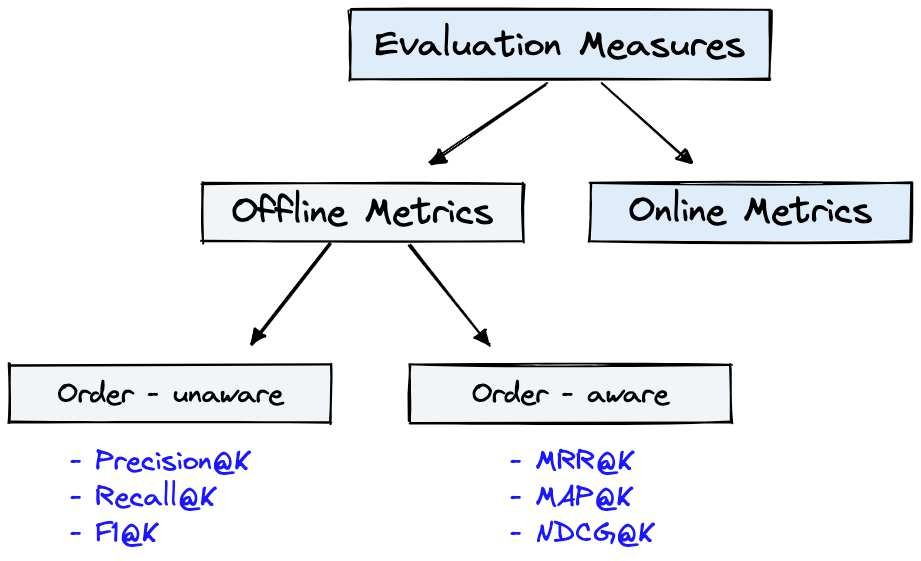 Evaluation Measures
Offline Metrics
Online Metrics
Order - unaware
Order - aware
- Precision@K
- Recall@K
- F1@K
- MRR@K
- MAP@K
- NDCG@K